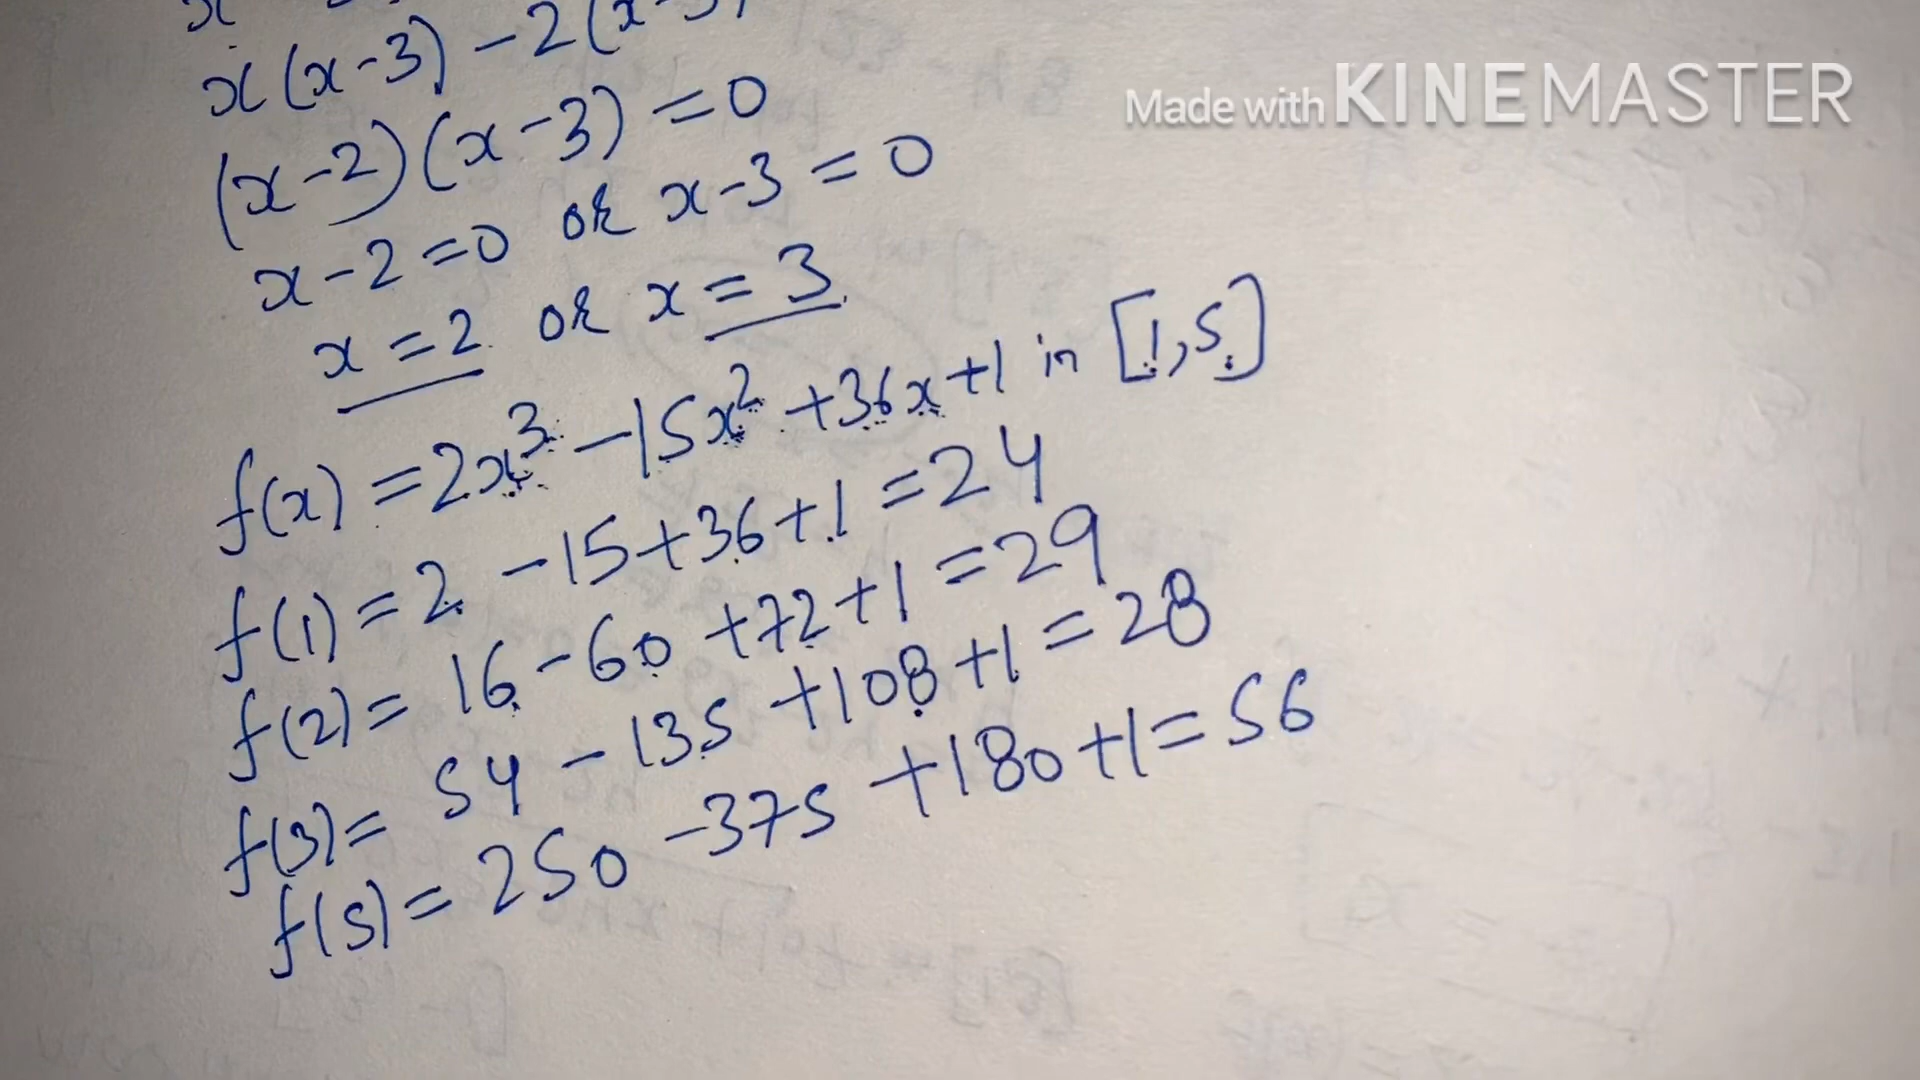 x(x-3) -2(x-3)
(x-2)(x-3) = 0
x-2=0 or x-3=0
x=2 or x=3
f(x) = 2x³ -15x² +36x+1 in [1,5]
f(1) = 2 -15+36+1 = 24
f(2) = 16-60 +72+1 = 29
f(3) = 54 -135 +108+1 = 28
f(5) = 250 -375 +180+1 = 56
Made with KINEMASTER